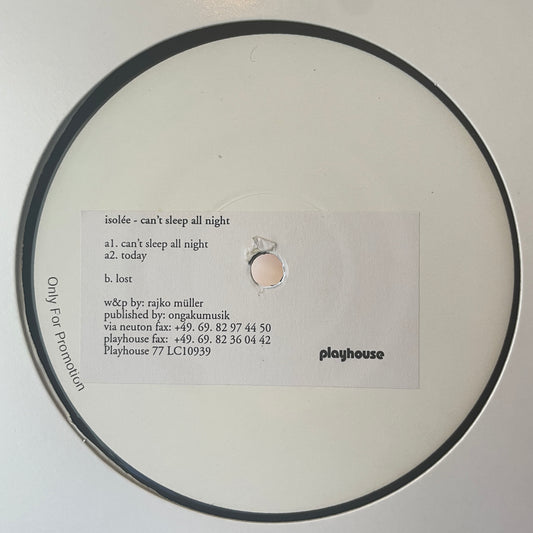 isolée - can't sleep all night
a1. can't sleep all night
a2. today
b. lost
w&p by: rajko müller
published by: ongakumusik
via neuton fax: +49. 69. 82 97 44 50
playhouse fax: +49. 69. 82 36 04 42
Playhouse 77 LC10939
playhouse
Only For Promotion